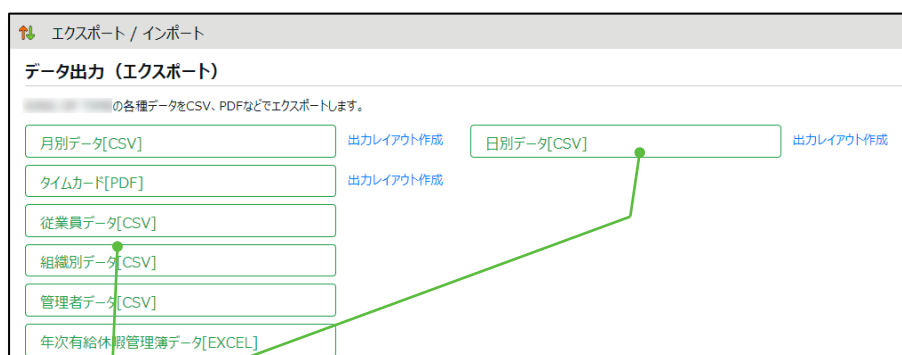 エクスポート / インポート
データ出力（エクスポート）
の各種データをCSV、PDFなどでエクスポートします。
月別データ[CSV] 出力レイアウト作成 日別データ[CSV] 出力レイアウト作成
タイムカード[PDF] 出力レイアウト作成
従業員データ[CSV]
組織別データ[CSV]
管理者データ[CSV]
年次有給休暇管理簿データ[EXCEL]